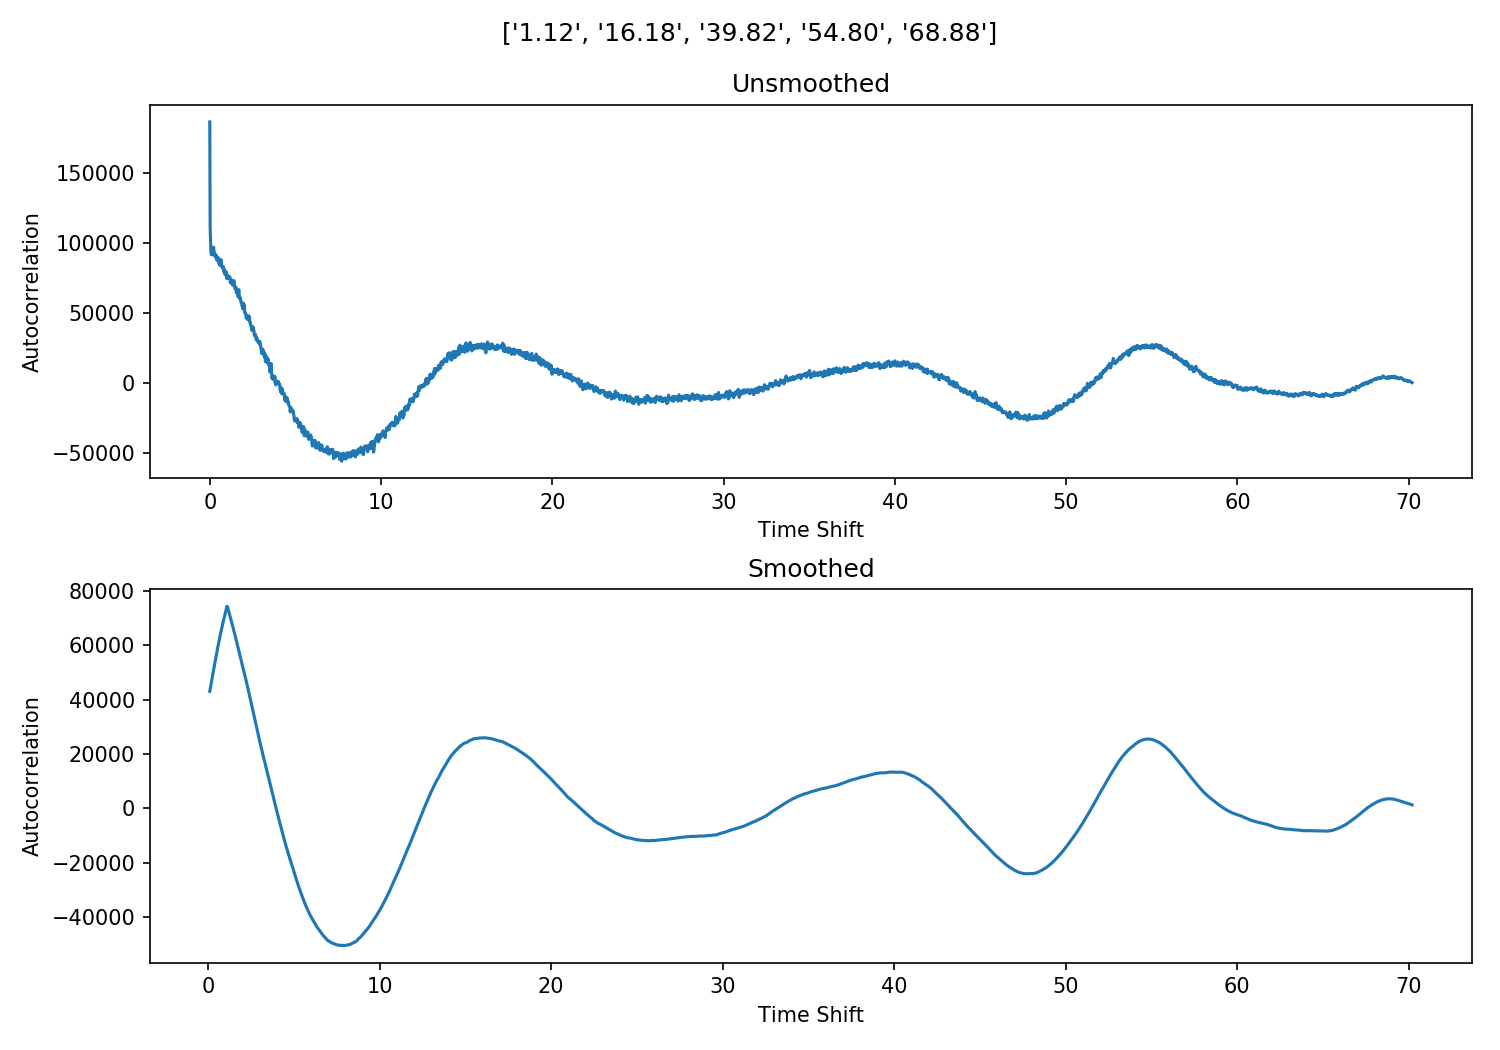 ['1.12', '16.18', '39.82', '54.80', '68.88']
Unsmoothed
Autocorrelation
150000
100000
50000
0
−50000
0 10 20 30 40 50 60 70
Time Shift
Smoothed
Autocorrelation
80000
60000
40000
20000
0
−20000
−40000
0 10 20 30 40 50 60 70
Time Shift